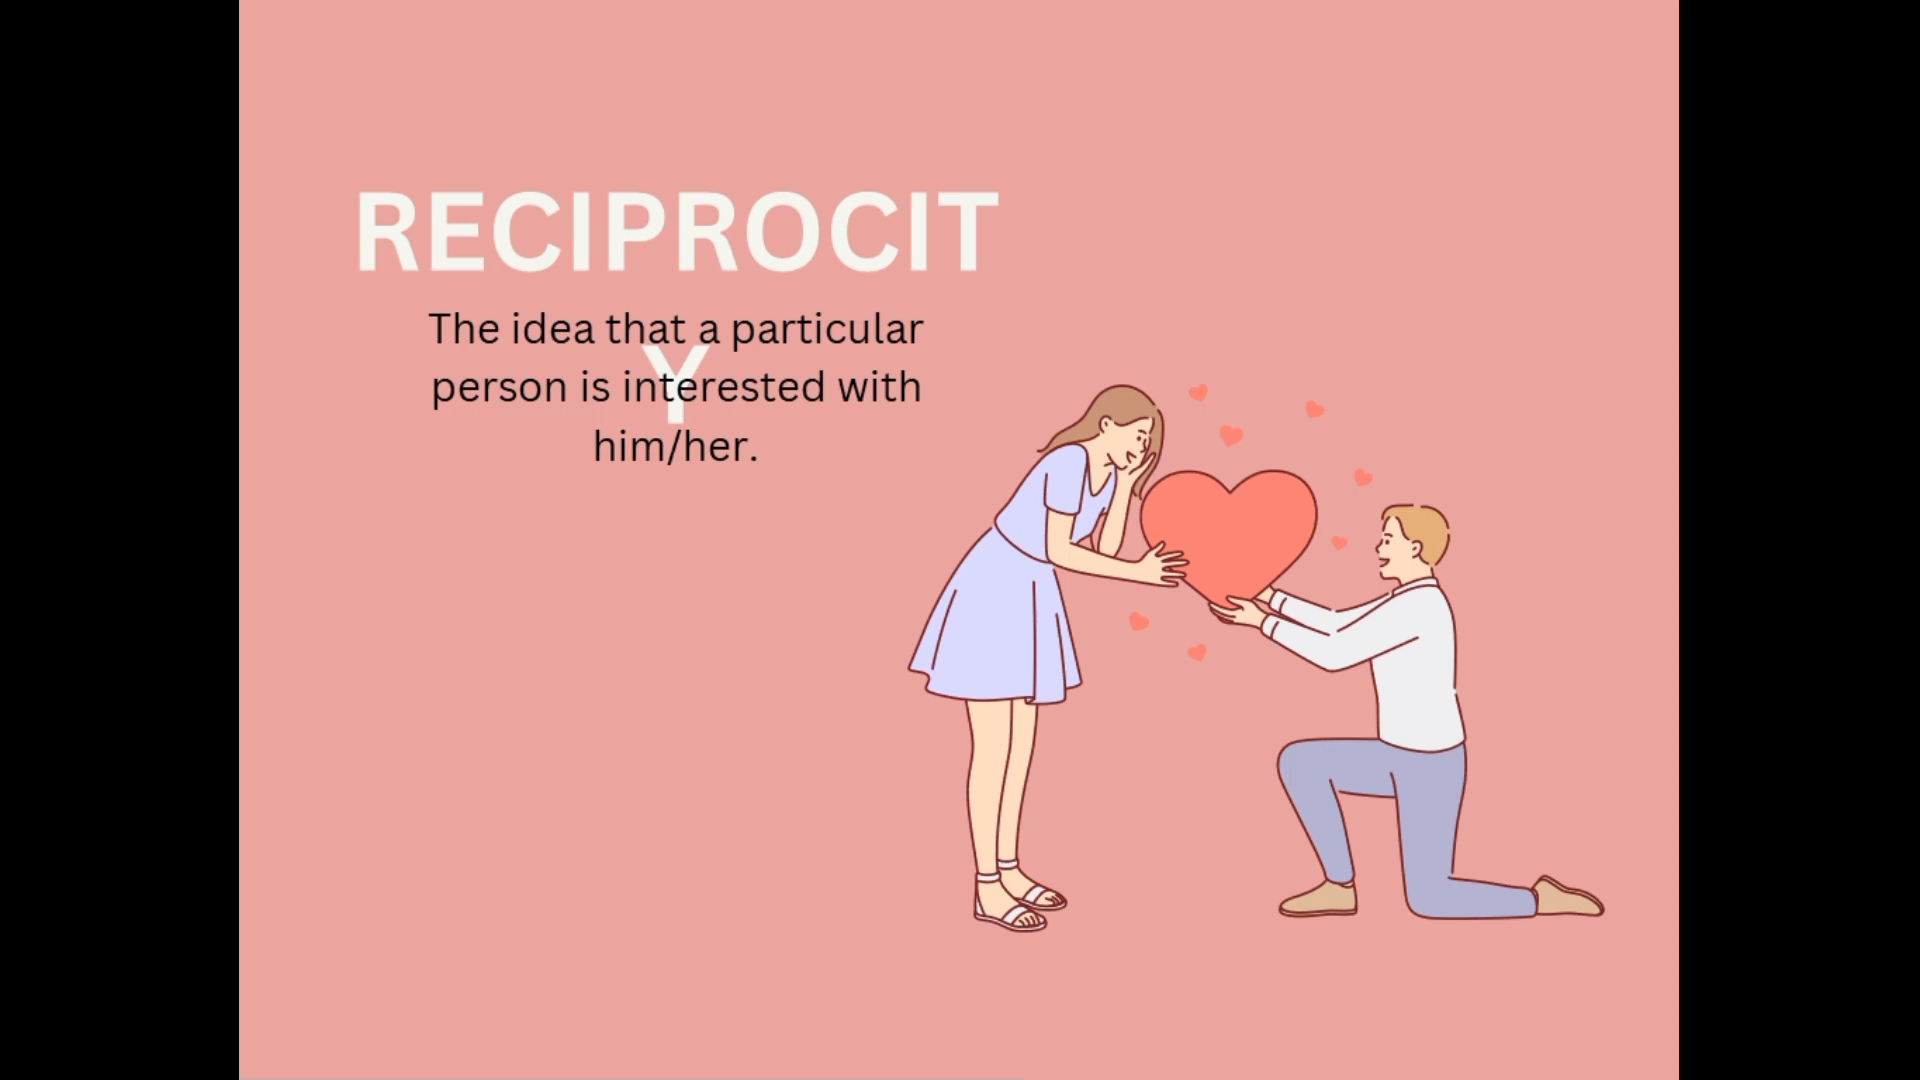 RECIPROCIT
Y
The idea that a particular
person is interested with
him/her.